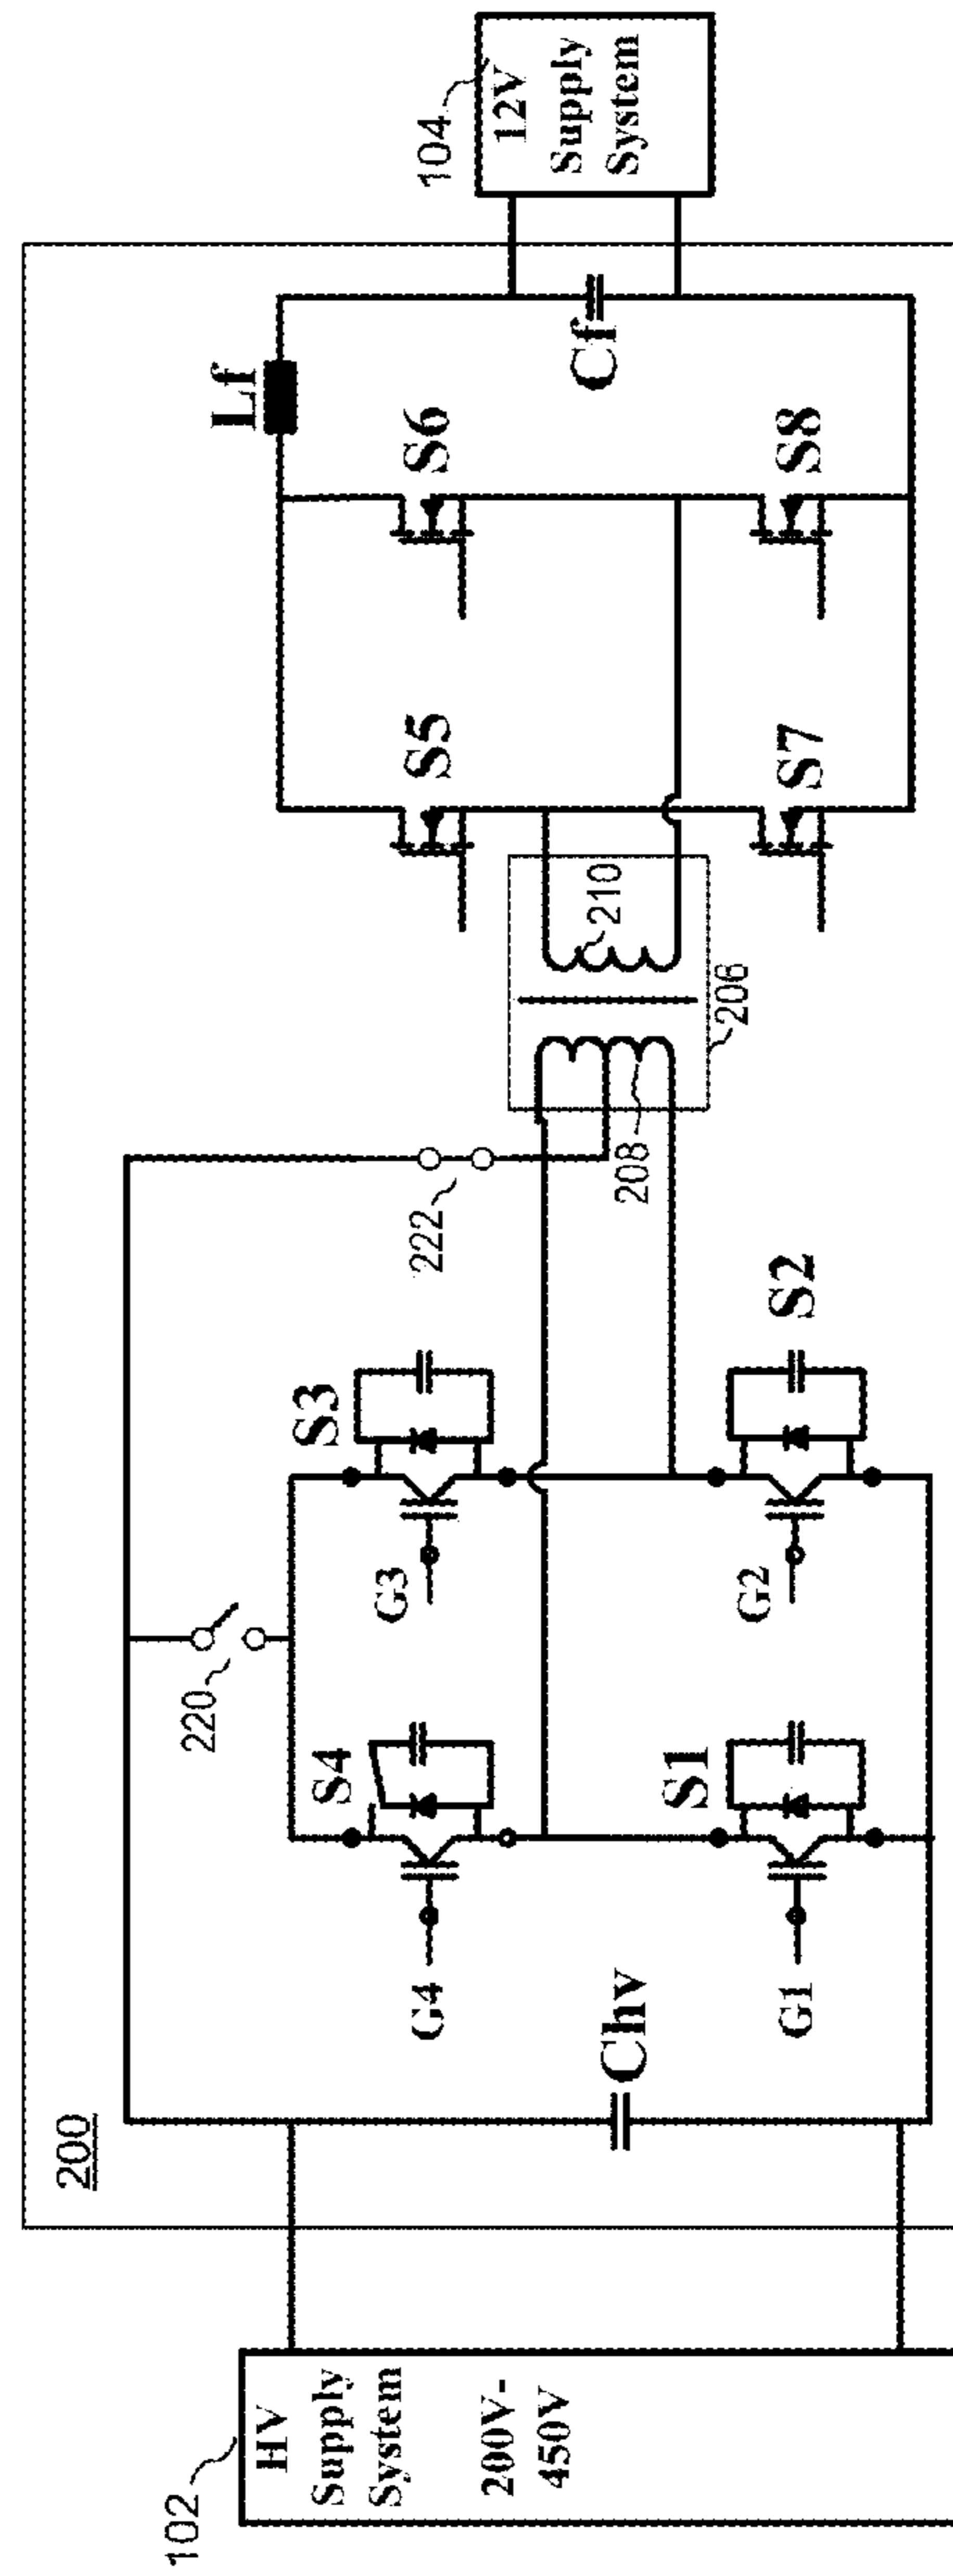 102
HV
Supply
System
200V-
450V
200
Chv
G4
S4
G1
S1
220
G3
S3
G2
S2
222
208
206
210
S5
S7
S6
S8
Lf
Cf
104
12V
Supply
System